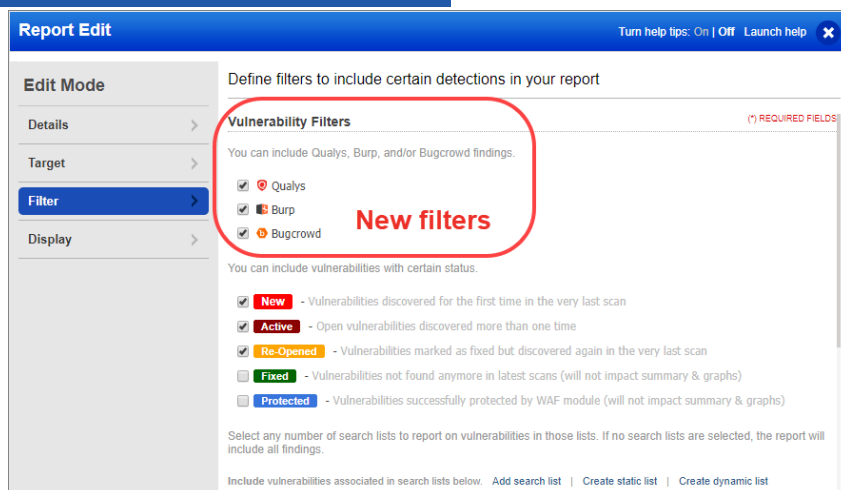 Report Edit
Turn help tips: On | Off Launch help
Edit Mode
Details
Target
Filter
Display
Define filters to include certain detections in your report
Vulnerability Filters
(*) REQUIRED FIELDS
You can include Qualys, Burp, and/or Bugcrowd findings.
Qualys
Burp
Bugcrowd
New filters
You can include vulnerabilities with certain status.
New - Vulnerabilities discovered for the first time in the very last scan
Active - Open vulnerabilities discovered more than one time
Re-Opened - Vulnerabilities marked as fixed but discovered again in the very last scan
Fixed - Vulnerabilities not found anymore in latest scans (will not impact summary & graphs)
Protected - Vulnerabilities successfully protected by WAF module (will not impact summary & graphs)
Select any number of search lists to report on vulnerabilities in those lists. If no search lists are selected, the report will
include all findings.
Include vulnerabilities associated in search lists below. Add search list | Create static list | Create dynamic list